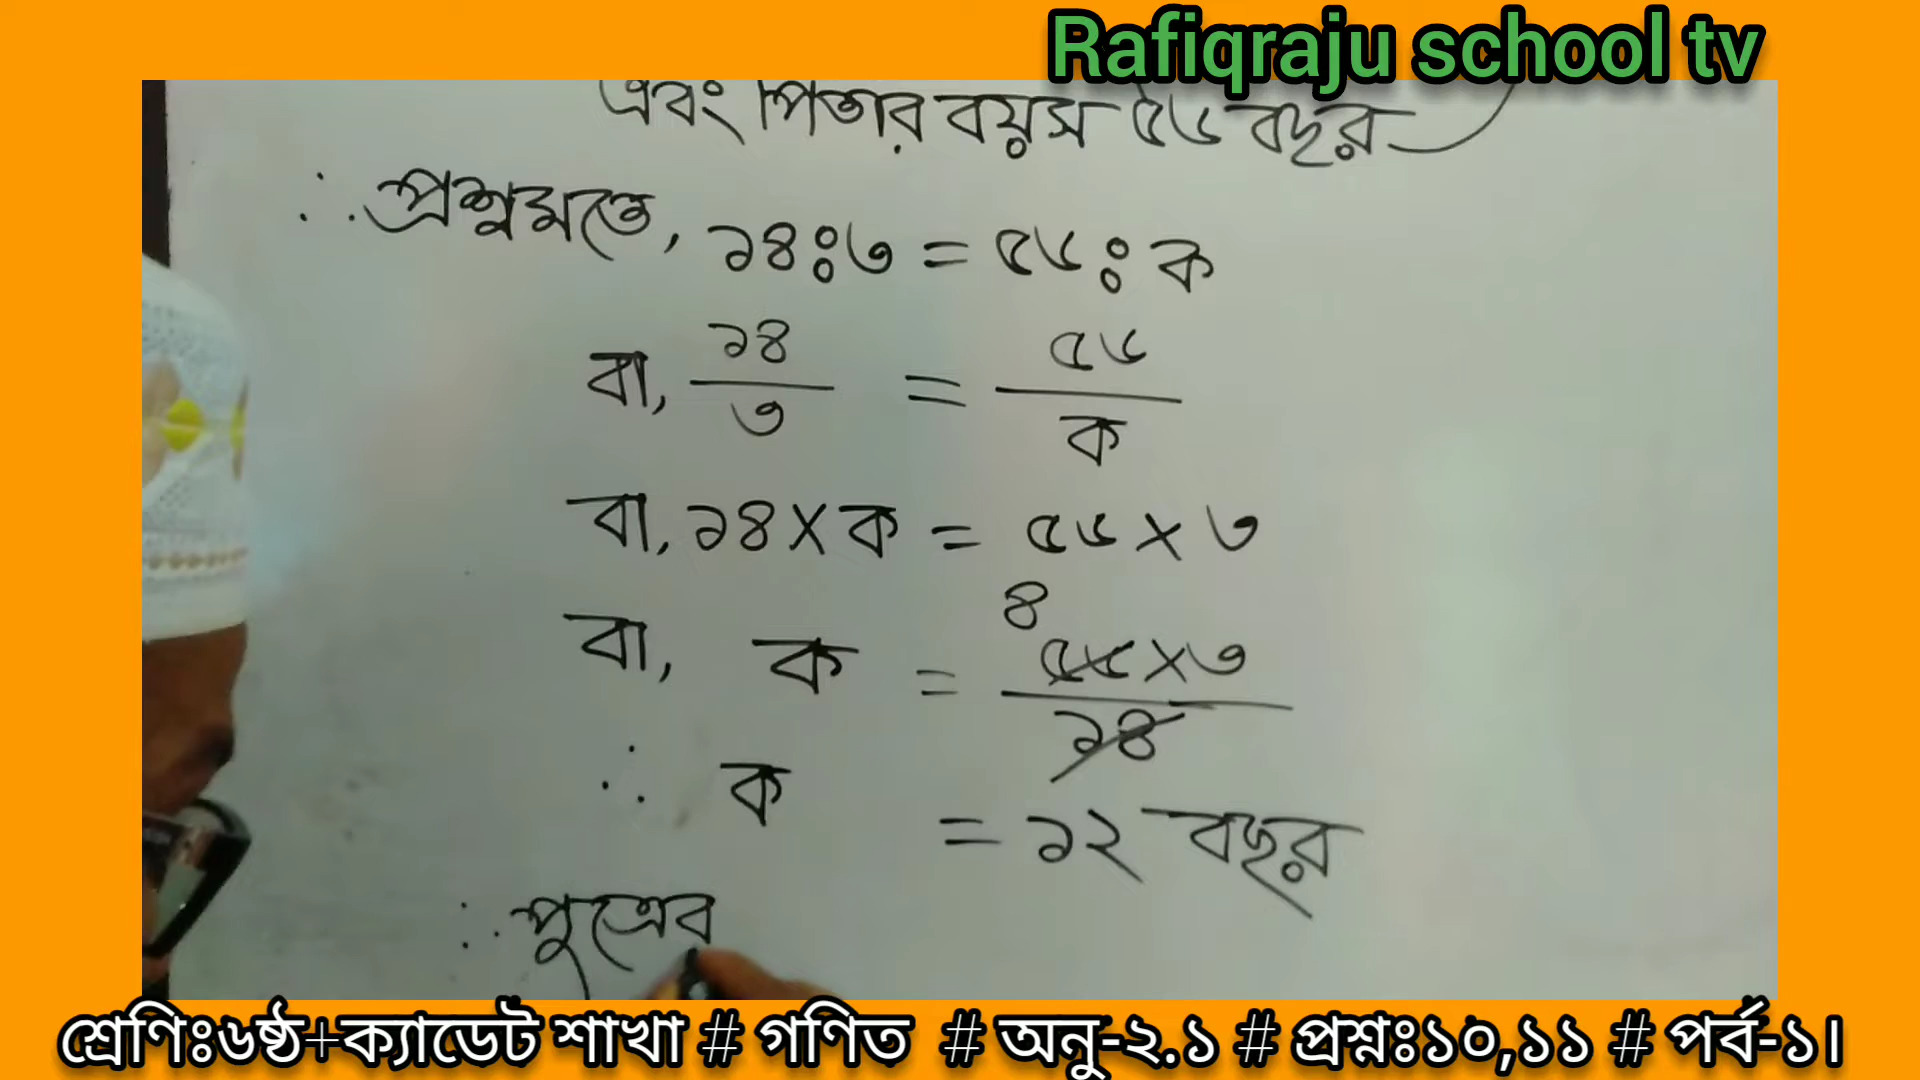 Rafiqraju school tv
এবং পিতার বয়স ৫৬ বছর
∴ প্রশ্নমতে, ১৪ঃ৩ = ৫৬ঃ ক
বা, ১৪/৩ = ৫৬/ক
বা, ১৪×ক = ৫৬×৩
৪
বা, ক = ৫৬×৩/১৪
∴ ক = ১২ বছর
∴ পুত্রের
শ্রেণিঃ৬ষ্ঠ+ক্যাডেট শাখা # গণিত # অনু-২.১ # প্রশ্নঃ১০,১১ # পর্ব-১।